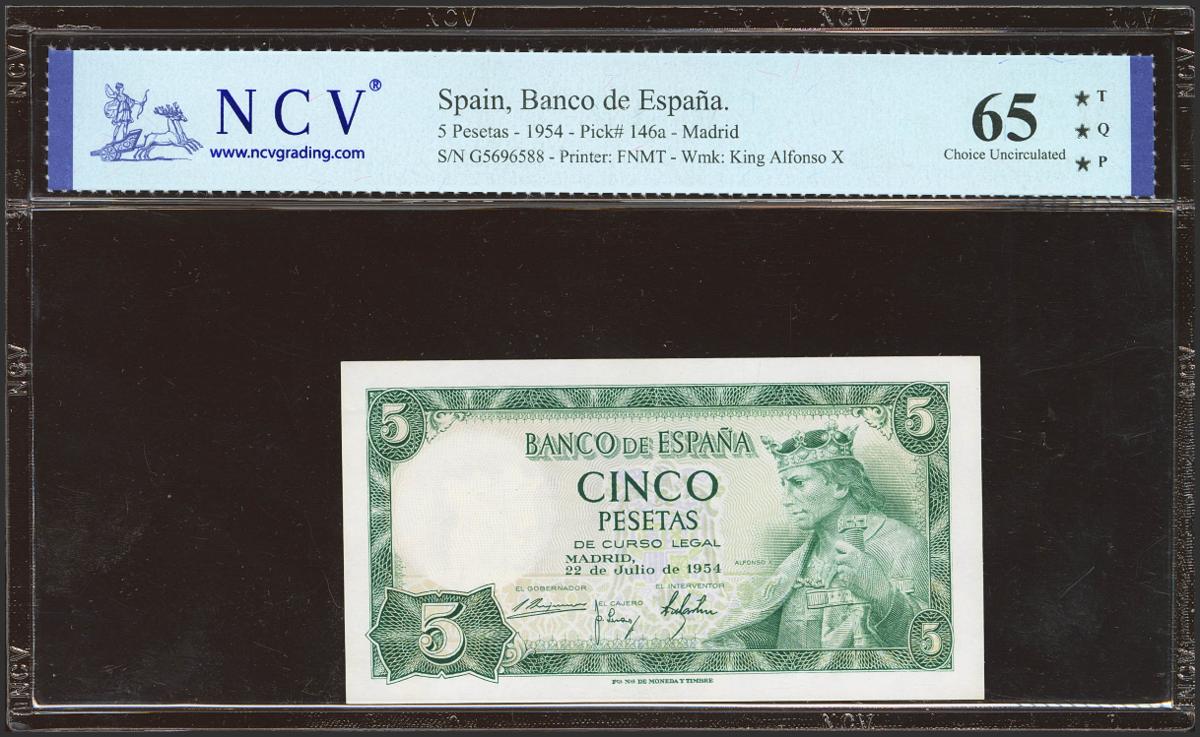 NCV®
www.ncvgrading.com
Spain, Banco de España.
5 Pesetas - 1954 - Pick# 146a - Madrid
S/N G5696588 - Printer: FNMT - Wmk: King Alfonso X
65
Choice Uncirculated
T
Q
P
NCV
NCV
NCV
NCV
NCV
NCV
5
5
BANCO DE ESPAÑA
CINCO
PESETAS
DE CURSO LEGAL
MADRID,
22 de Julio de 1954
ALFONSO X
EL GOBERNADOR
EL INTERVENTOR
EL CAJERO
5
5
DE MONEDA Y TIMBRE